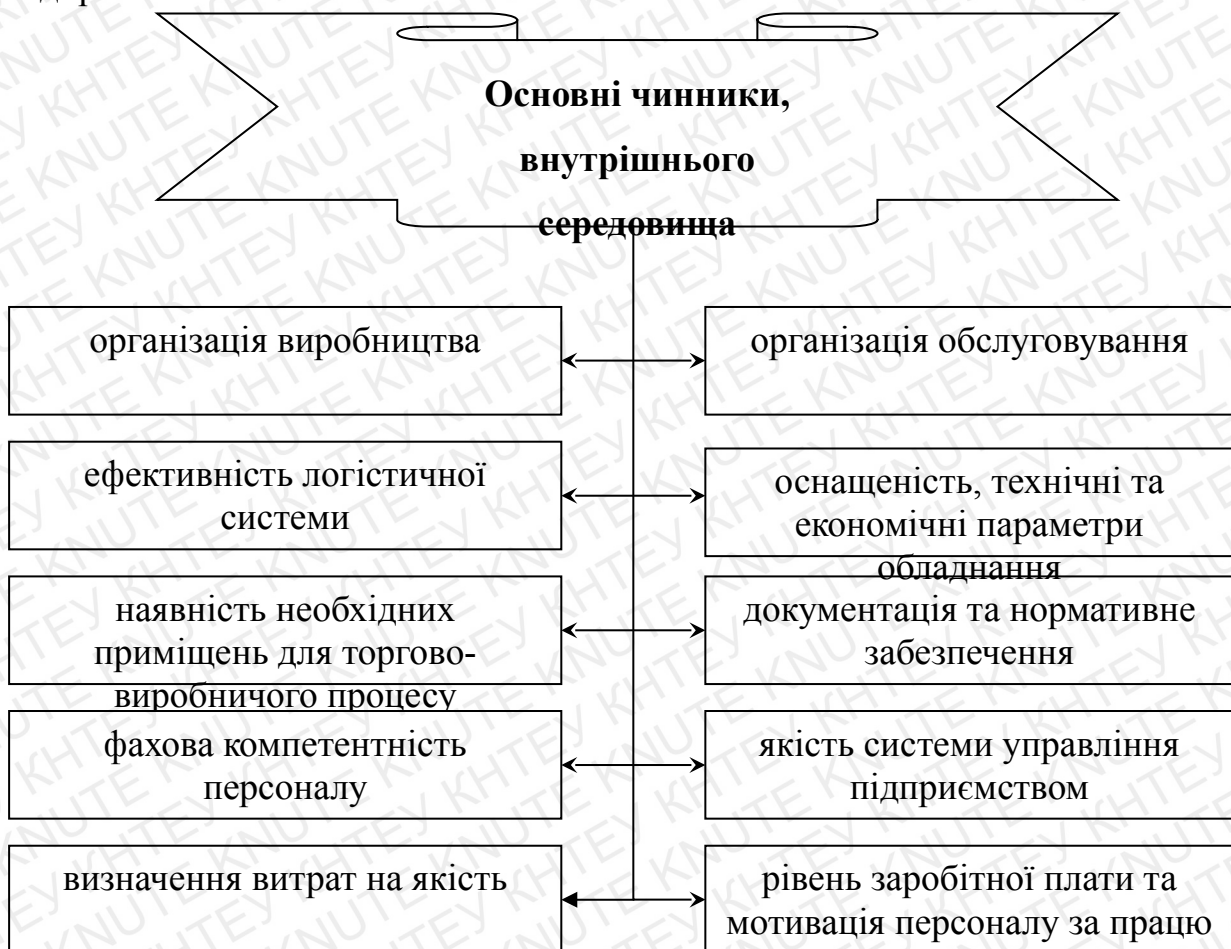 Основні чинники,
внутрішнього
середовища
організація виробництва
організація обслуговування
ефективність логістичної
системи
оснащеність, технічні та
економічні параметри
обладнання
наявність необхідних
приміщень для торгово-
виробничого процесу
документація та нормативне
забезпечення
фахова компетентність
персоналу
якість системи управління
підприємством
визначення витрат на якість
рівень заробітної плати та
мотивація персоналу за працю